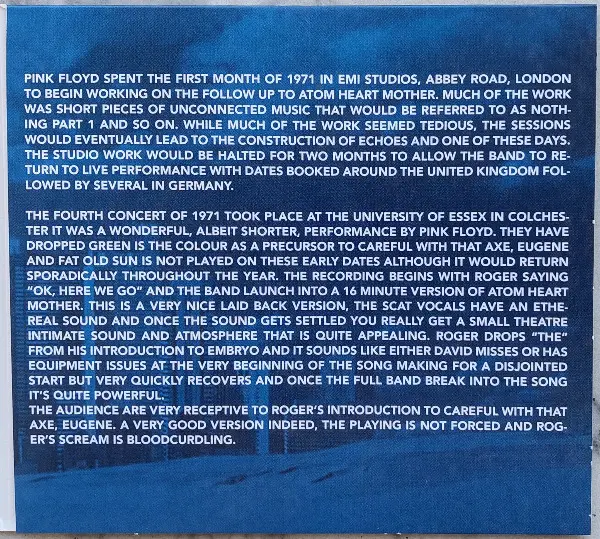 PINK FLOYD SPENT THE FIRST MONTH OF 1971 IN EMI STUDIOS, ABBEY ROAD, LONDON
TO BEGIN WORKING ON THE FOLLOW UP TO ATOM HEART MOTHER. MUCH OF THE WORK
WAS SHORT PIECES OF UNCONNECTED MUSIC THAT WOULD BE REFERRED TO AS NOTH-
ING PART 1 AND SO ON. WHILE MUCH OF THE WORK SEEMED TEDIOUS, THE SESSIONS
WOULD EVENTUALLY LEAD TO THE CONSTRUCTION OF ECHOES AND ONE OF THESE DAYS.
THE STUDIO WORK WOULD BE HALTED FOR TWO MONTHS TO ALLOW THE BAND TO RE-
TURN TO LIVE PERFORMANCE WITH DATES BOOKED AROUND THE UNITED KINGDOM FOL-
LOWED BY SEVERAL IN GERMANY.
THE FOURTH CONCERT OF 1971 TOOK PLACE AT THE UNIVERSITY OF ESSEX IN COLCHES-
TER IT WAS A WONDERFUL, ALBEIT SHORTER, PERFORMANCE BY PINK FLOYD. THEY HAVE
DROPPED GREEN IS THE COLOUR AS A PRECURSOR TO CAREFUL WITH THAT AXE, EUGENE
AND FAT OLD SUN IS NOT PLAYED ON THESE EARLY DATES ALTHOUGH IT WOULD RETURN
SPORADICALLY THROUGHOUT THE YEAR. THE RECORDING BEGINS WITH ROGER SAYING
"OK, HERE WE GO" AND THE BAND LAUNCH INTO A 16 MINUTE VERSION OF ATOM HEART
MOTHER. THIS IS A VERY NICE LAID BACK VERSION, THE SCAT VOCALS HAVE AN ETHE-
REAL SOUND AND ONCE THE SOUND GETS SETTLED YOU REALLY GET A SMALL THEATRE
INTIMATE SOUND AND ATMOSPHERE THAT IS QUITE APPEALING. ROGER DROPS "THE"
FROM HIS INTRODUCTION TO EMBRYO AND IT SOUNDS LIKE EITHER DAVID MISSES OR HAS
EQUIPMENT ISSUES AT THE VERY BEGINNING OF THE SONG MAKING FOR A DISJOINTED
START BUT VERY QUICKLY RECOVERS AND ONCE THE FULL BAND BREAK INTO THE SONG
IT'S QUITE POWERFUL.
THE AUDIENCE ARE VERY RECEPTIVE TO ROGER'S INTRODUCTION TO CAREFUL WITH THAT
AXE, EUGENE. A VERY GOOD VERSION INDEED, THE PLAYING IS NOT FORCED AND ROG-
ER'S SCREAM IS BLOODCURDLING.